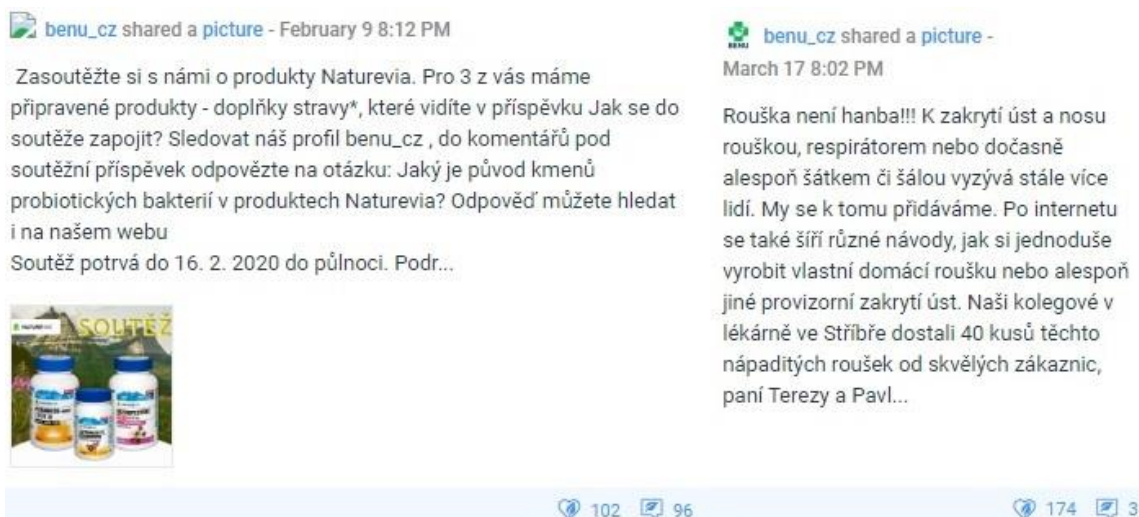 benu_cz shared a picture - February 9 8:12 PM
Zasoutěžte si s námi o produkty Naturevia. Pro 3 z vás máme
připravené produkty - doplňky stravy*, které vidíte v příspěvku Jak se do
soutěže zapojit? Sledovat náš profil benu_cz , do komentářů pod
soutěžní příspěvek odpovězte na otázku: Jaký je původ kmenů
probiotických bakterií v produktech Naturevia? Odpověď můžete hledat
i na našem webu
Soutěž potrvá do 16. 2. 2020 do půlnoci. Podr...
SOUTĚŽ
102 96
BENU
benu_cz shared a picture -
March 17 8:02 PM
Rouška není hanba!!! K zakrytí úst a nosu
rouškou, respirátorem nebo dočasně
alespoň šátkem či šálou vyzývá stále více
lidí. My se k tomu přidáváme. Po internetu
se také šíří různé návody, jak si jednoduše
vyrobit vlastní domácí roušku nebo alespoň
jiné provizorní zakrytí úst. Naši kolegové v
lékárně ve Stříbře dostali 40 kusů těchto
nápaditých roušek od skvělých zákaznic,
paní Terezy a Pavl...
174 3